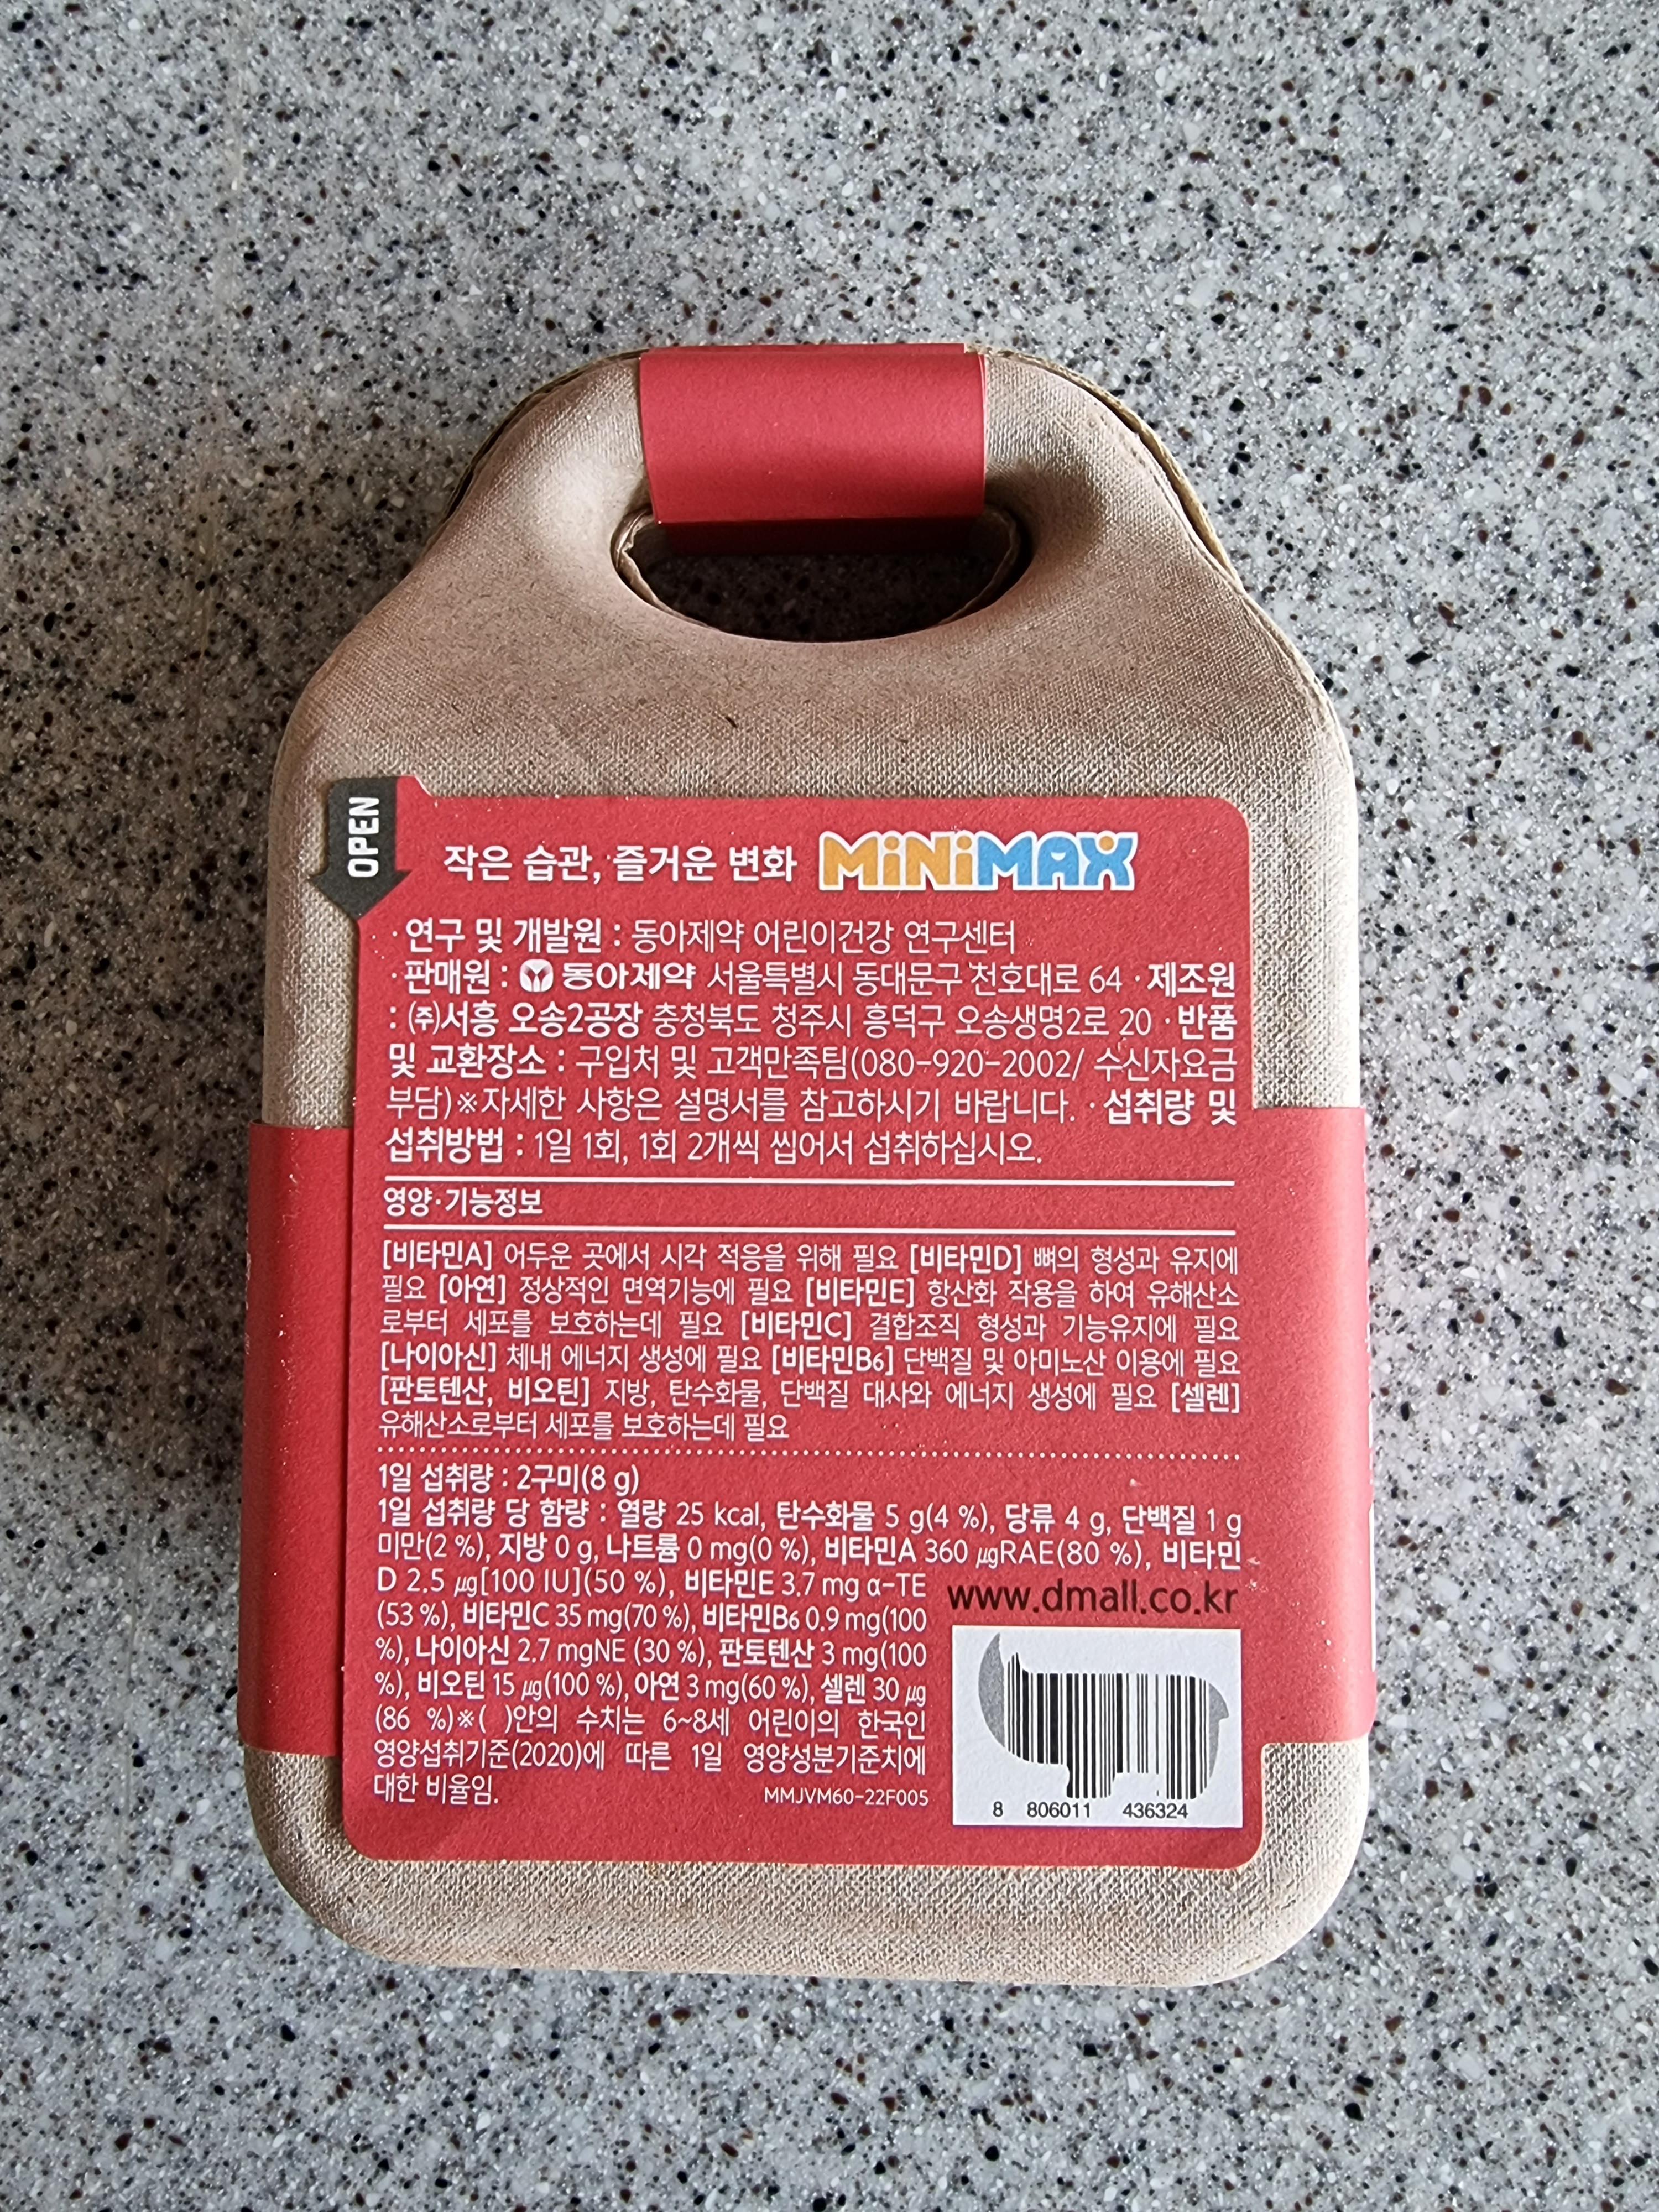 OPEN
작은 습관, 즐거운 변화 MiNiMAX
· 연구 및 개발원 : 동아제약 어린이건강 연구센터
· 판매원 : 동아제약 서울특별시 동대문구 천호대로 64 · 제조원
: (주)서흥 오송2공장 충청북도 청주시 흥덕구 오송생명2로 20 · 반품
및 교환장소 : 구입처 및 고객만족팀(080-920-2002/ 수신자요금
부담)※자세한 사항은 설명서를 참고하시기 바랍니다. · 섭취량 및
섭취방법 : 1일 1회, 1회 2개씩 씹어서 섭취하십시오.
영양·기능정보
[비타민A] 어두운 곳에서 시각 적응을 위해 필요 [비타민D] 뼈의 형성과 유지에
필요 [아연] 정상적인 면역기능에 필요 [비타민E] 항산화 작용을 하여 유해산소
로부터 세포를 보호하는데 필요 [비타민C] 결합조직 형성과 기능유지에 필요
[나이아신] 체내 에너지 생성에 필요 [비타민B6] 단백질 및 아미노산 이용에 필요
[판토텐산, 비오틴] 지방, 탄수화물, 단백질 대사와 에너지 생성에 필요 [셀렌]
유해산소로부터 세포를 보호하는데 필요
1일 섭취량 : 2구미(8 g)
1일 섭취량 당 함량 : 열량 25 kcal, 탄수화물 5 g(4 %), 당류 4 g, 단백질 1 g
미만(2 %), 지방 0 g, 나트륨 0 mg(0 %), 비타민A 360 μgRAE(80 %), 비타민
D 2.5 μg[100 IU](50 %), 비타민E 3.7 mg α-TE
(53 %), 비타민C 35 mg(70 %), 비타민B6 0.9 mg(100
%), 나이아신 2.7 mgNE (30 %), 판토텐산 3 mg(100
%), 비오틴 15 μg(100 %), 아연 3 mg(60 %), 셀렌 30 μg
(86 %)※( )안의 수치는 6~8세 어린이의 한국인
영양섭취기준(2020)에 따른 1일 영양성분기준치에
대한 비율임.
MMJVM60-22F005
www.dmall.co.kr
8 806011 436324